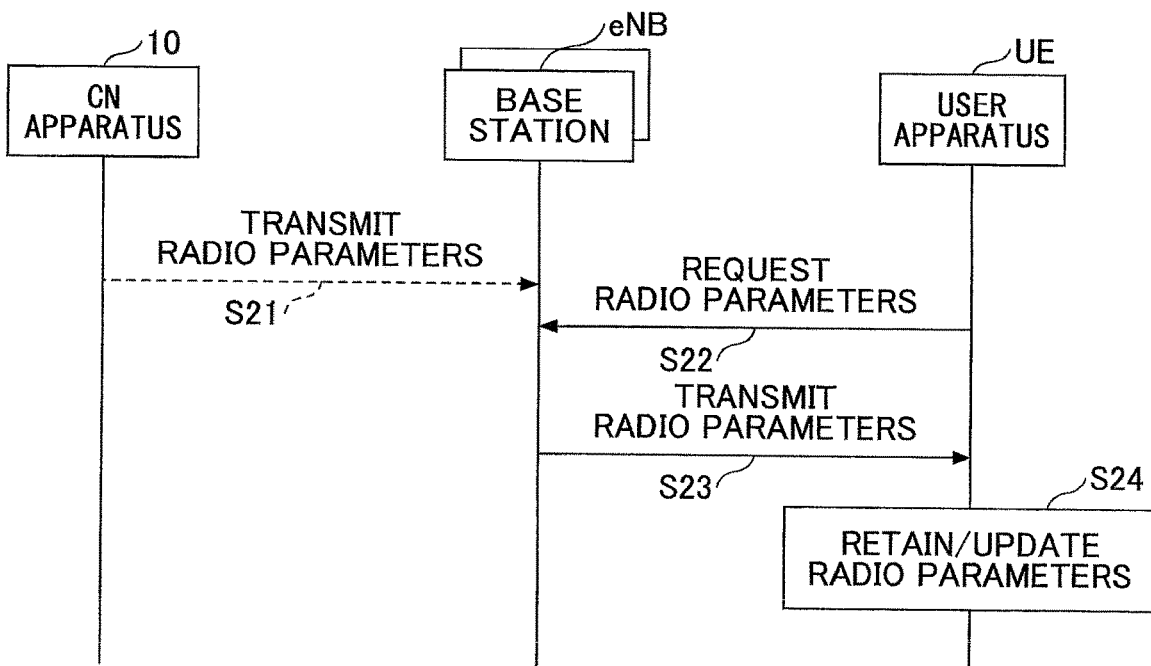 10
eNB
UE
CN
APPARATUS
BASE
STATION
USER
APPARATUS
TRANSMIT
RADIO PARAMETERS
S21
REQUEST
RADIO PARAMETERS
S22
TRANSMIT
RADIO PARAMETERS
S23
S24
RETAIN/UPDATE
RADIO PARAMETERS